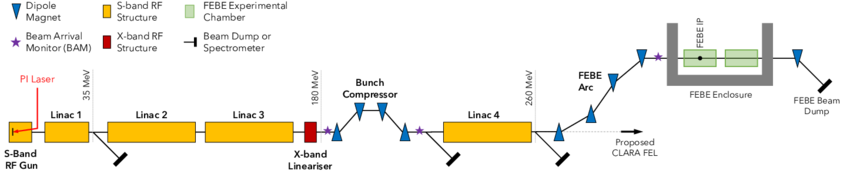 Dipole
Magnet
S-band RF
Structure
FEBE Experimental
Chamber
Beam Arrival
Monitor (BAM)
X-band RF
Structure
Beam Dump or
Spectrometer
PI Laser
35 MeV
180 MeV
260 MeV
FEBE IP
Linac 1
Linac 2
Linac 3
Bunch
Compressor
Linac 4
FEBE
Arc
FEBE Enclosure
FEBE Beam
Dump
S-Band
RF Gun
X-band
Lineariser
Proposed
CLARA FEL